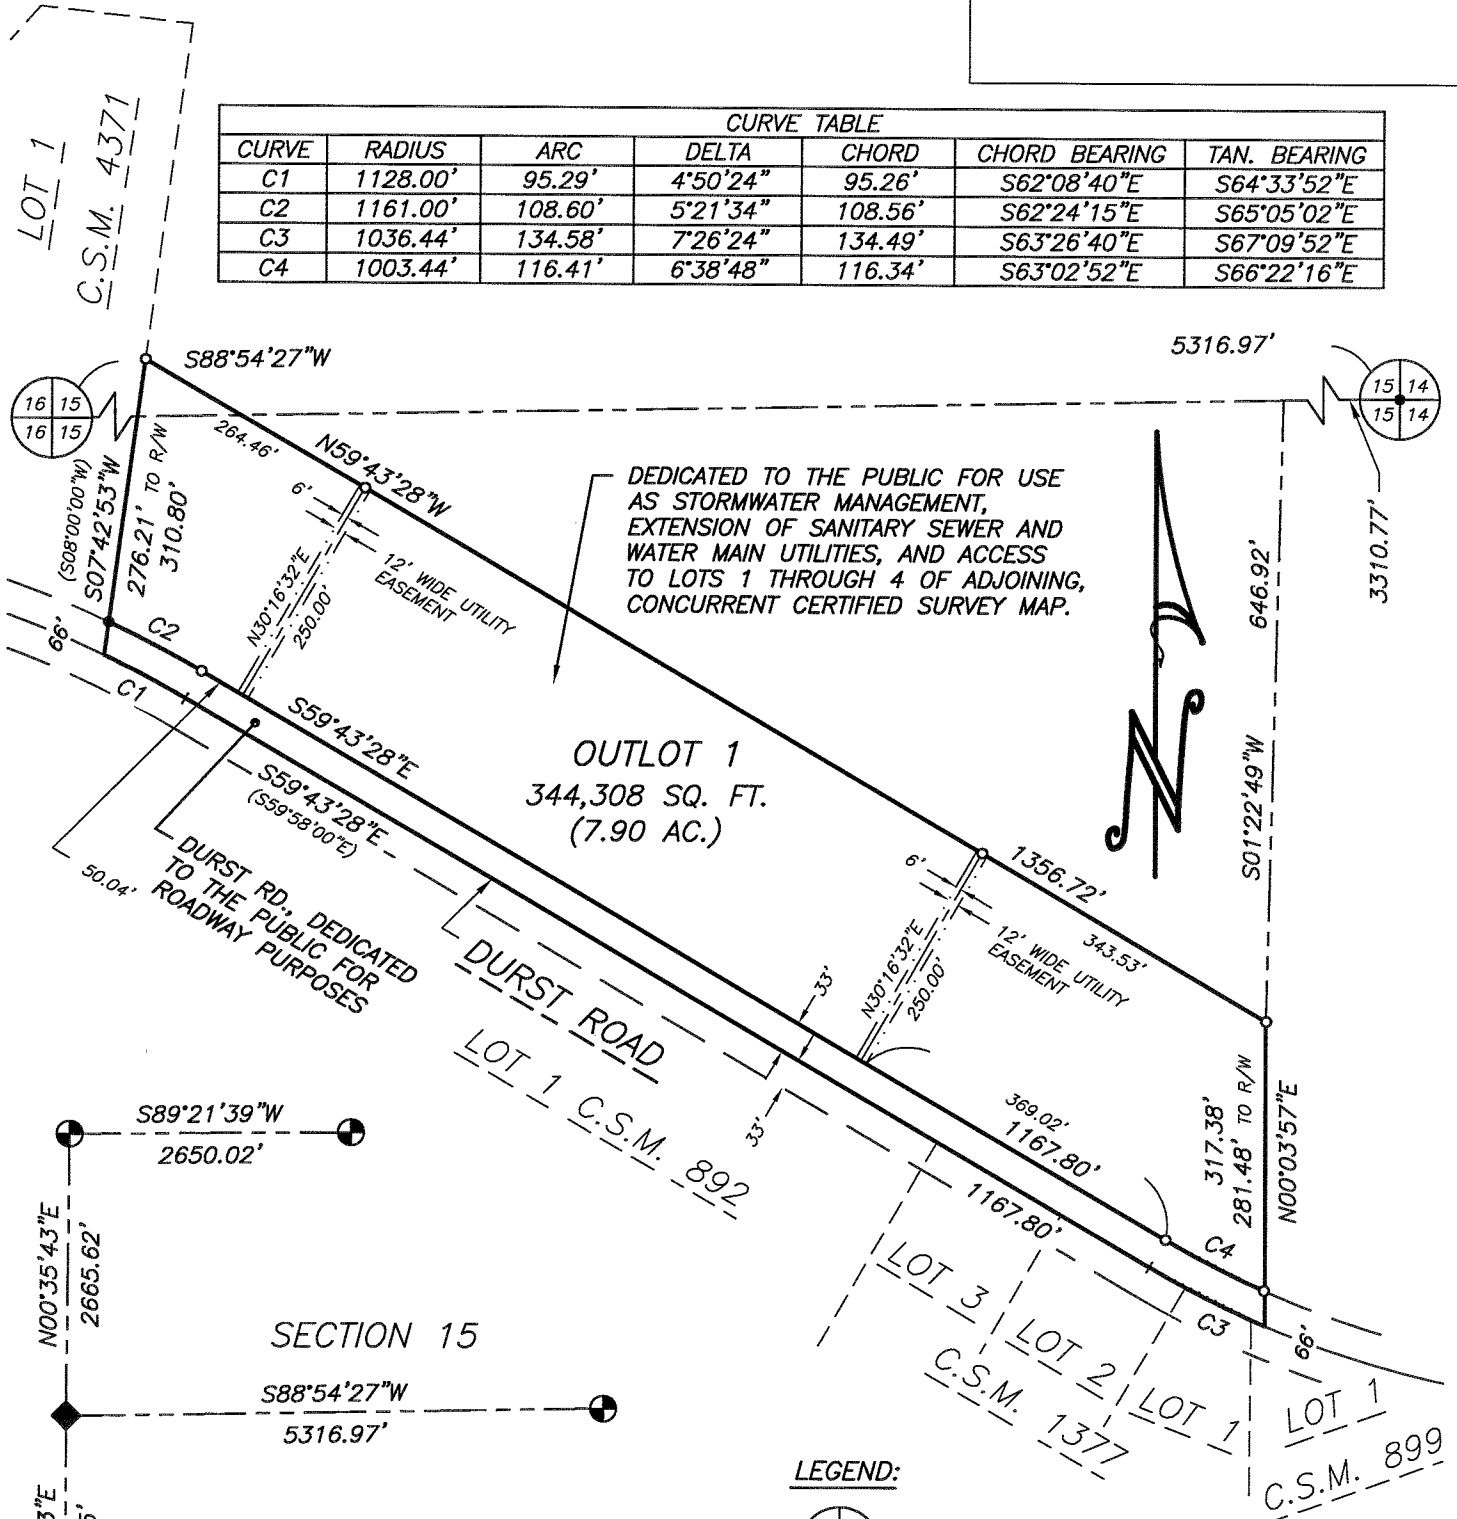 LOT 1
C.S.M. 4371
CURVE TABLE
CURVE RADIUS ARC DELTA CHORD CHORD BEARING TAN. BEARING
C1 1128.00' 95.29' 4°50'24" 95.26' S62°08'40"E S64°33'52"E
C2 1161.00' 108.60' 5°21'34" 108.56' S62°24'15"E S65°05'02"E
C3 1036.44' 134.58' 7°26'24" 134.49' S63°26'40"E S67°09'52"E
C4 1003.44' 116.41' 6°38'48" 116.34' S63°02'52"E S66°22'16"E
S88°54'27"W
5316.97'
16 15
16 15
15 14
15 14
3310.77'
264.46'
N59°43'28"W
(S08°00'00"W)
S07°42'53"W
276.21' TO R/W
310.80'
6'
12' WIDE UTILITY
EASEMENT
N30°16'32"E
250.00'
DEDICATED TO THE PUBLIC FOR USE
AS STORMWATER MANAGEMENT,
EXTENSION OF SANITARY SEWER AND
WATER MAIN UTILITIES, AND ACCESS
TO LOTS 1 THROUGH 4 OF ADJOINING,
CONCURRENT CERTIFIED SURVEY MAP.
646.92'
S01°22'49"W
N
66'
C2
C1
S59°43'28"E
S59°43'28"E
(S59°58'00"E)
50.04'
DURST RD., DEDICATED
TO THE PUBLIC FOR
ROADWAY PURPOSES
OUTLOT 1
344,308 SQ. FT.
(7.90 AC.)
6'
1356.72'
343.53'
12' WIDE UTILITY
EASEMENT
N30°16'32"E
250.00'
33'
33'
DURST ROAD
LOT 1 C.S.M. 892
369.02'
1167.80'
1167.80'
317.38'
281.48' TO R/W
N00°03'57"E
C4
C3
66'
LOT 3
LOT 2
LOT 1
C.S.M. 1377
LOT 1
C.S.M. 899
S89°21'39"W
2650.02'
N00°35'43"E
2665.62'
SECTION 15
S88°54'27"W
5316.97'
3"E
LEGEND: